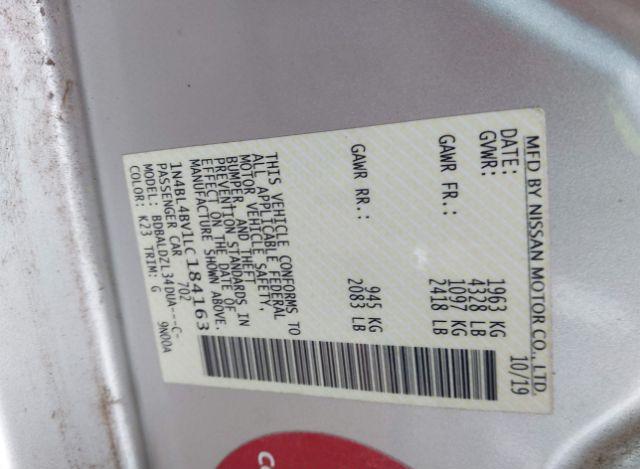 MFD BY NISSAN MOTOR CO., LTD.
DATE: 10/19
GVWR: 1963 KG
4328 LB
GAWR FR.: 1097 KG
2418 LB
GAWR RR.: 945 KG
2083 LB
THIS VEHICLE CONFORMS TO
ALL APPLICABLE FEDERAL
MOTOR VEHICLE SAFETY,
BUMPER, AND THEFT
PREVENTION STANDARDS IN
EFFECT ON THE DATE OF
MANUFACTURE SHOWN ABOVE.
1N4BL4BV1LC184163
702
PASSENGER CAR 9N00A
MODEL: BDBALDZL34DUA---C-
COLOR: K23 TRIM: G